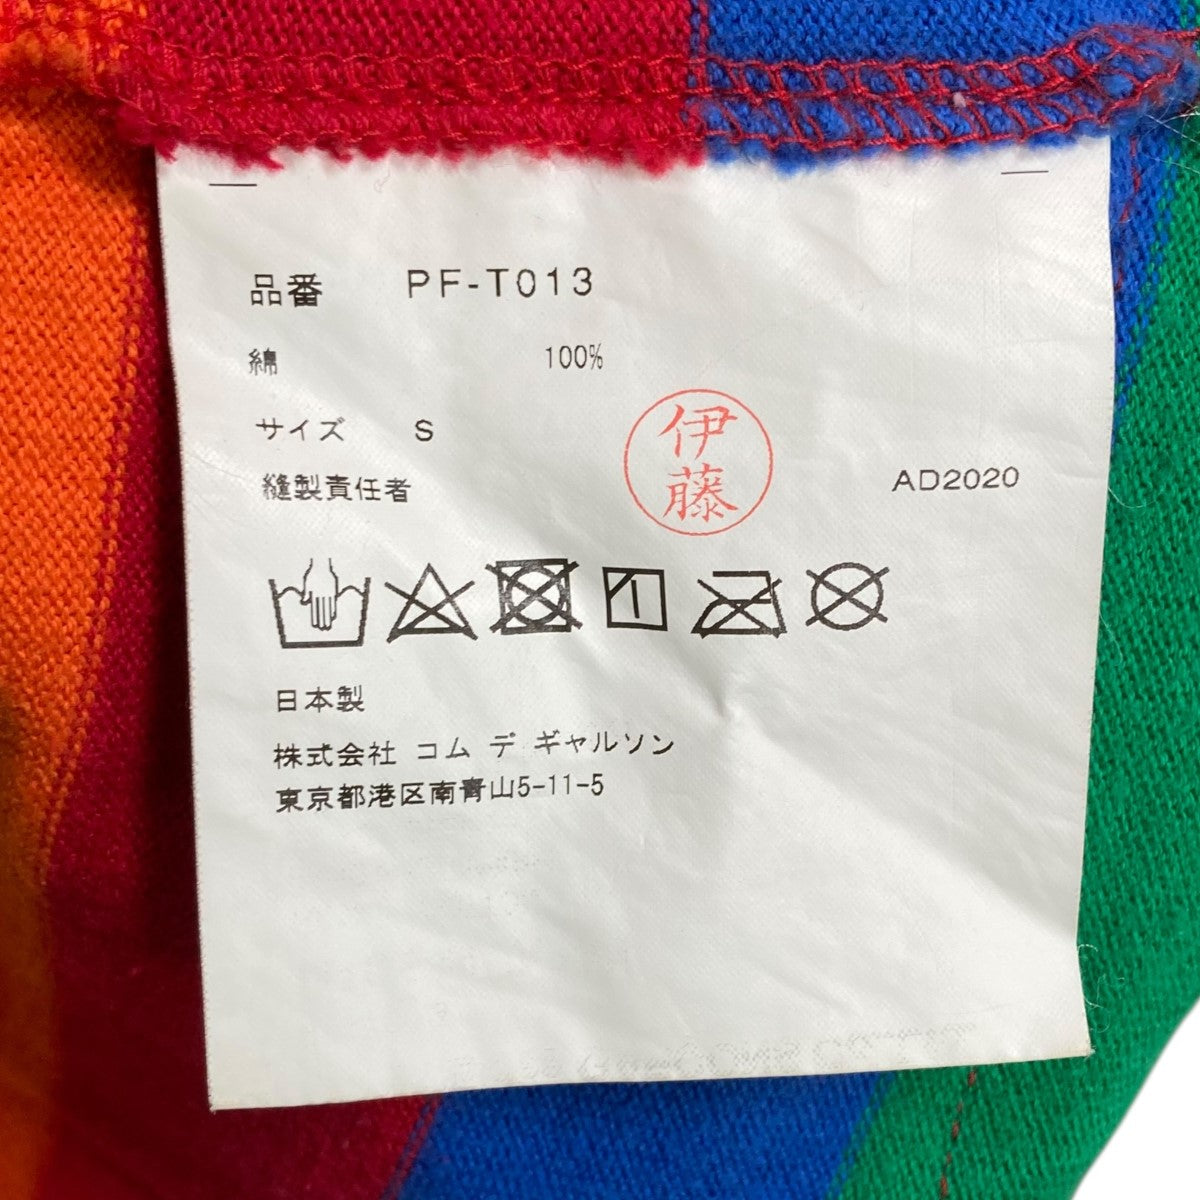 品番 PF-T013
綿 100%
サイズ S
縫製責任者 伊藤 AD2020
日本製
株式会社 コム デ ギャルソン
東京都港区南青山5-11-5